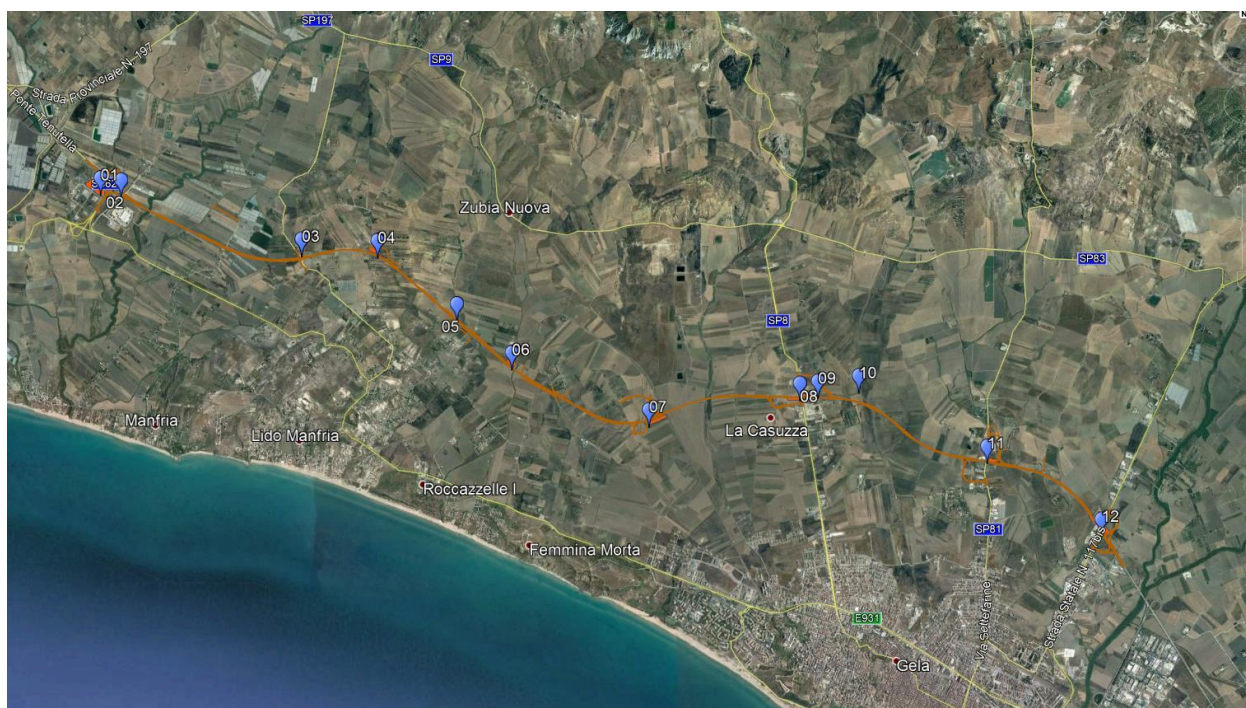 N
SP197
SP9
Strada Provinciale N. 197
Ponte Tenutella
01
02
Zubia Nuova
03
04
SP83
05
SP8
06
10
09
08
07
La Casuzza
Manfria
Lido Manfria
11
Roccazzelle I
12
SP81
Strada Statale N. 117bis
Femmina Morta
Via Settefarine
E931
Gela